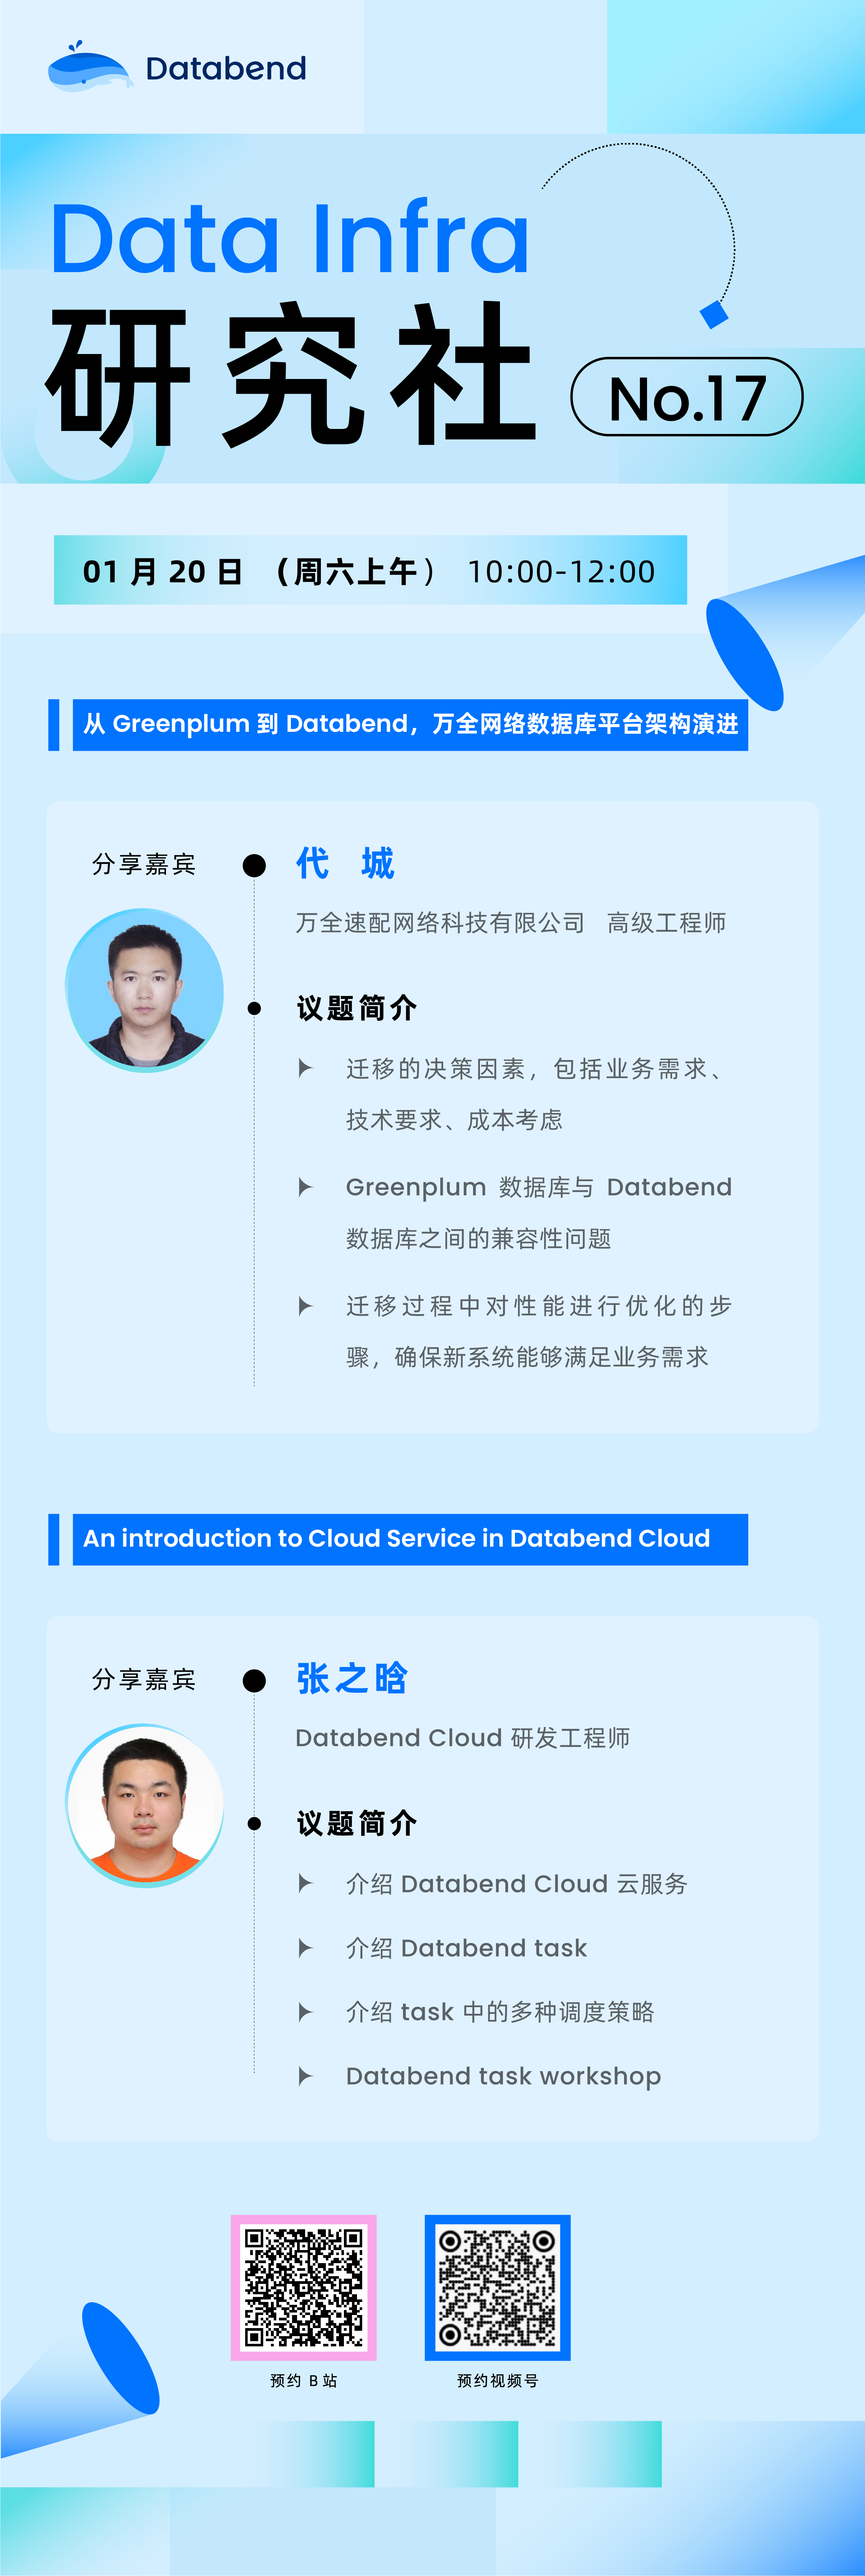 Databend
Data Infra
研究社
No.17
01 月 20 日 （周六上午） 10:00-12:00
从 Greenplum 到 Databend，万全网络数据库平台架构演进
分享嘉宾
代 城
万全速配网络科技有限公司 高级工程师
议题简介
迁移的决策因素，包括业务需求、
技术要求、成本考虑
Greenplum 数据库与 Databend
数据库之间的兼容性问题
迁移过程中对性能进行优化的步
骤，确保新系统能够满足业务需求
An introduction to Cloud Service in Databend Cloud
分享嘉宾
张之晗
Databend Cloud 研发工程师
议题简介
介绍 Databend Cloud 云服务
介绍 Databend task
介绍 task 中的多种调度策略
Databend task workshop
预约 B 站
预约视频号